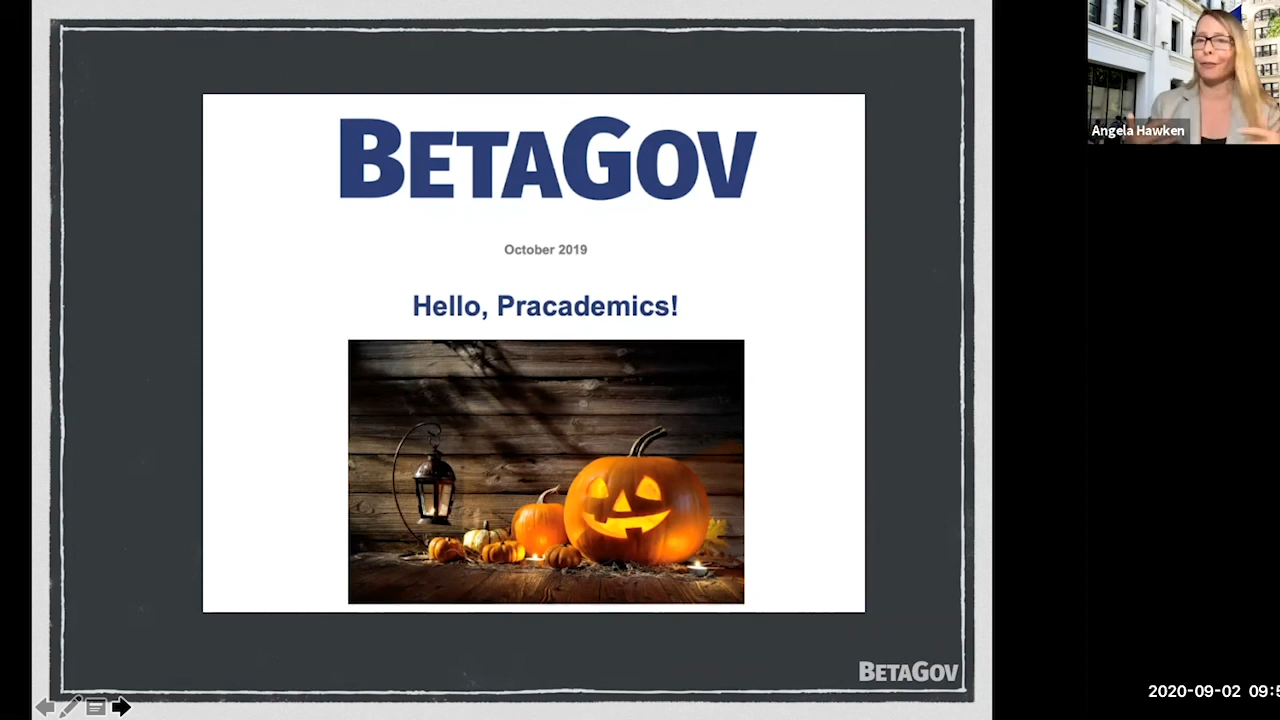 BETAGOV
October 2019
Hello, Pracademics!
BETAGOV
Angela Hawken
2020-09-02 09:5